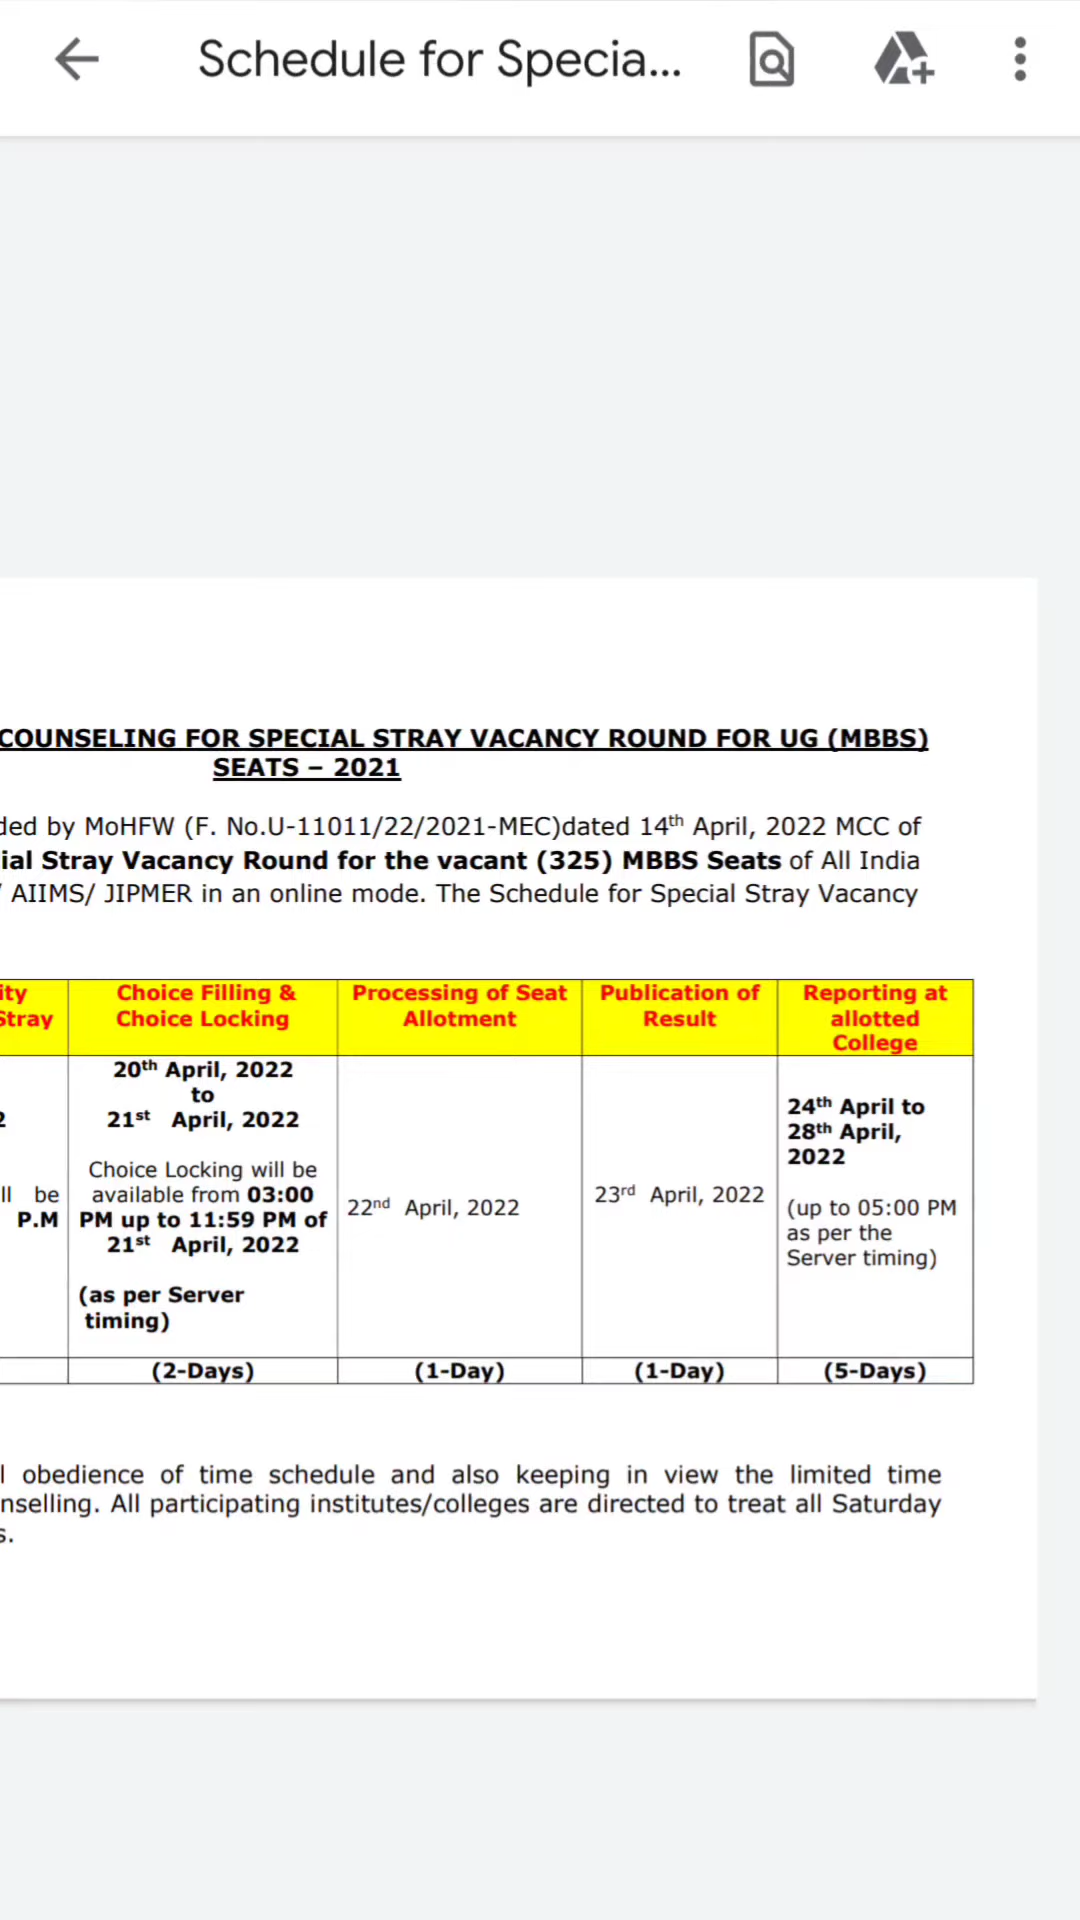 Schedule for Specia...
COUNSELING FOR SPECIAL STRAY VACANCY ROUND FOR UG (MBBS)
SEATS – 2021
ded by MoHFW (F. No.U-11011/22/2021-MEC)dated 14th April, 2022 MCC of
ial Stray Vacancy Round for the vacant (325) MBBS Seats of All India
/ AIIMS/ JIPMER in an online mode. The Schedule for Special Stray Vacancy
ity
Stray
Choice Filling &
Choice Locking
Processing of Seat
Allotment
Publication of
Result
Reporting at
allotted
College
2
ll be
P.M
20th April, 2022
to
21st April, 2022
Choice Locking will be
available from 03:00
PM up to 11:59 PM of
21st April, 2022
(as per Server
timing)
22nd April, 2022
23rd April, 2022
24th April to
28th April,
2022
(up to 05:00 PM
as per the
Server timing)
(2-Days)
(1-Day)
(1-Day)
(5-Days)
l obedience of time schedule and also keeping in view the limited time
nselling. All participating institutes/colleges are directed to treat all Saturday
s.